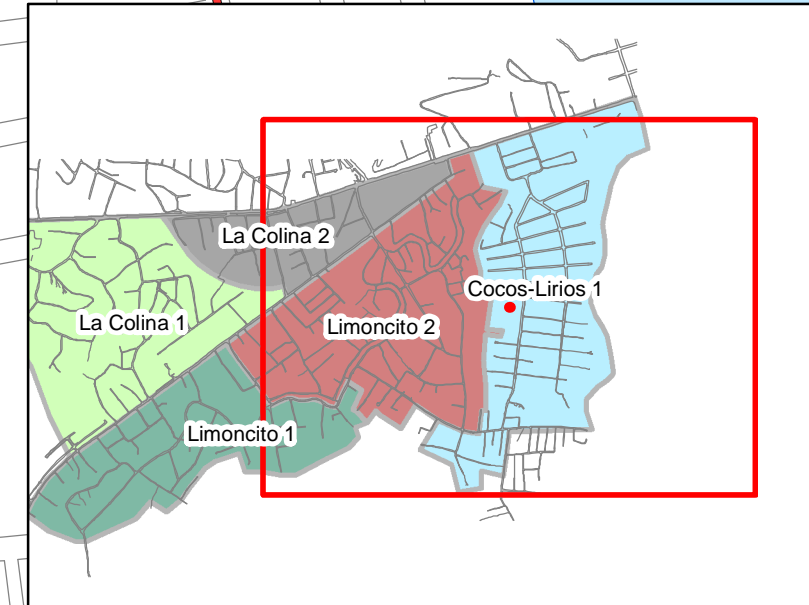 La Colina 2
Cocos-Lirios 1
La Colina 1
Limoncito 2
Limoncito 1